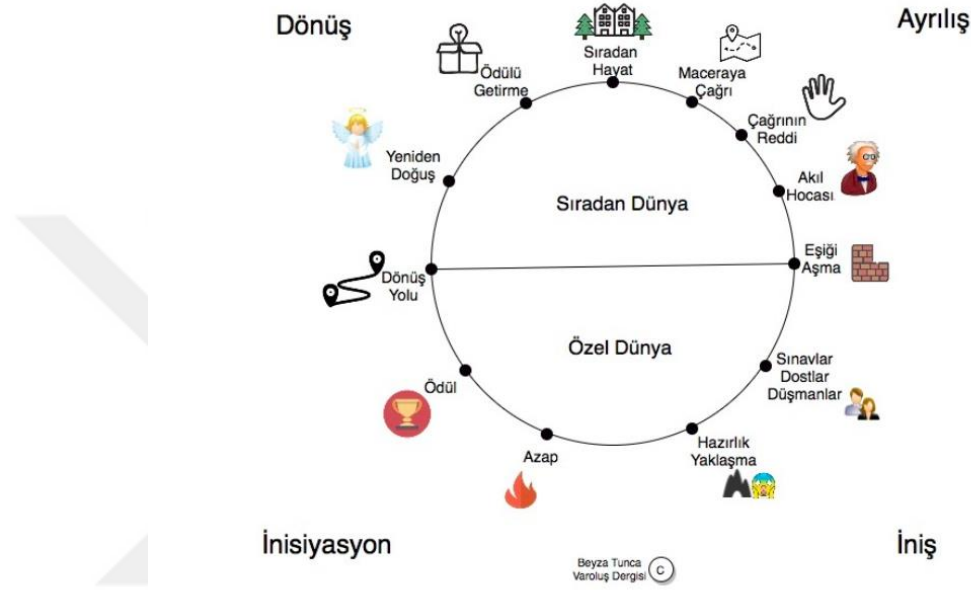 Dönüş
Ayrılış
Sıradan
Hayat
Maceraya
Çağrı
Çağrının
Reddi
Akıl
Hocası
Eşiği
Aşma
Sınavlar
Dostlar
Düşmanlar
Hazırlık
Yaklaşma
Azap
Ödül
Dönüş
Yolu
Yeniden
Doğuş
Ödülü
Getirme
Sıradan Dünya
Özel Dünya
İnisiyasyon
İniş
Beyza Tunca
Varoluş Dergisi
C